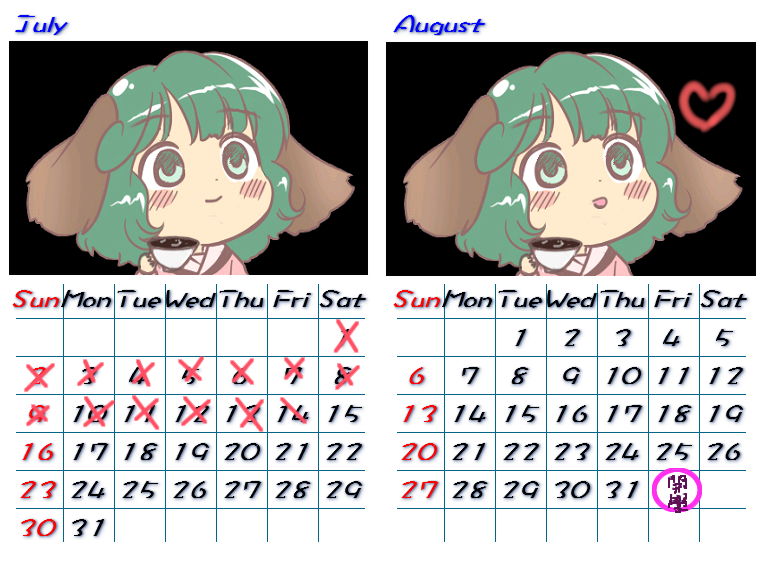 July
August
Sun Mon Tue Wed Thu Fri Sat
1
2 3 4 5 6 7 8
9 10 11 12 13 14 15
16 17 18 19 20 21 22
23 24 25 26 27 28 29
30 31
Sun Mon Tue Wed Thu Fri Sat
1 2 3 4 5
6 7 8 9 10 11 12
13 14 15 16 17 18 19
20 21 22 23 24 25 26
27 28 29 30 31